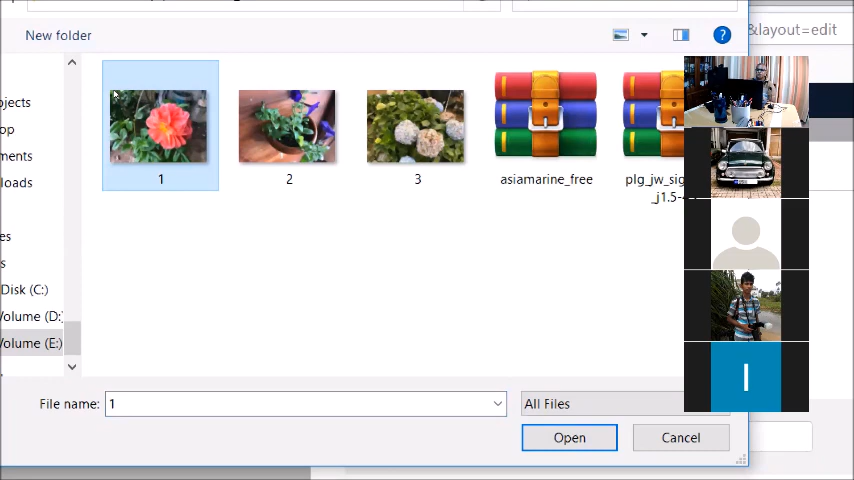 &layout=edit
New folder
ojects
op
ments
loads
es
s
Disk (C:)
Volume (D:)
Volume (E:)
1
2
3
asiamarine_free
plg_jw_sig
_j1.5-
File name:
1
All Files
Open
Cancel
I